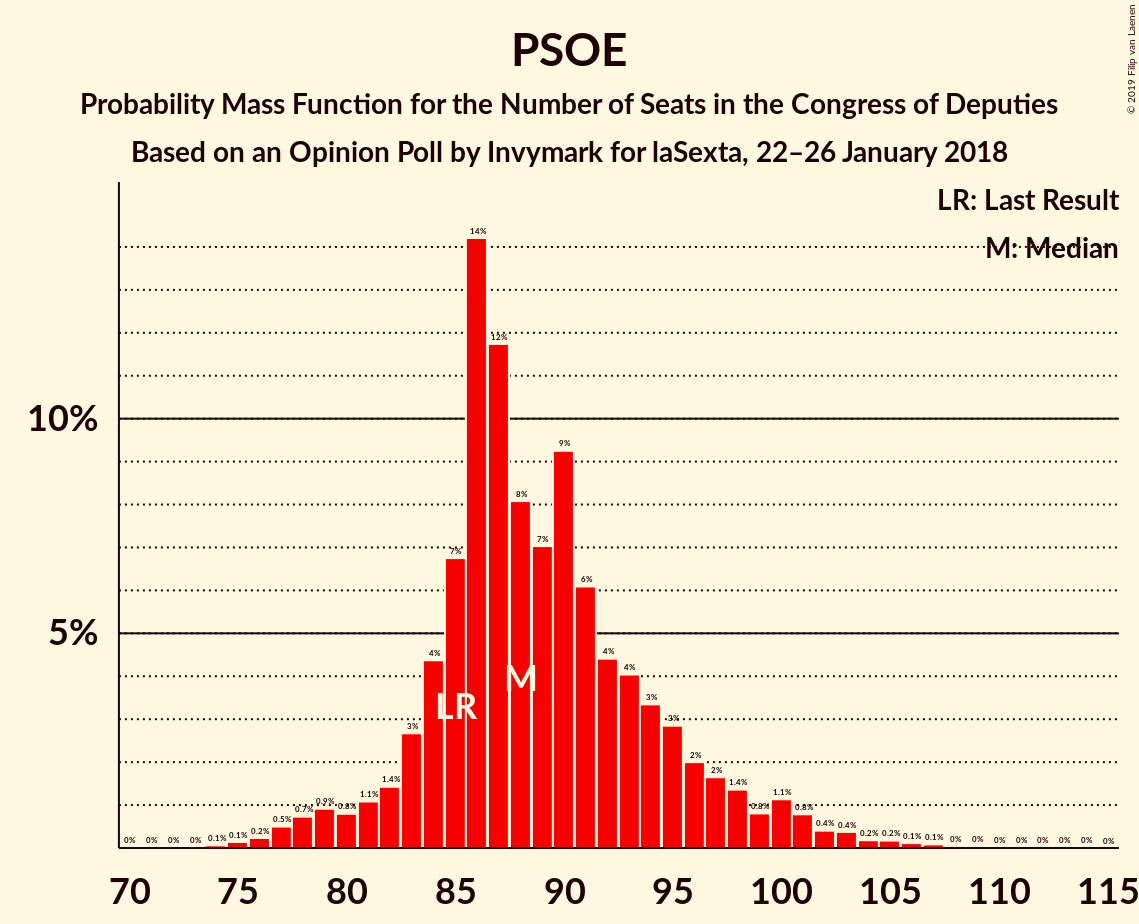 PSOE
Probability Mass Function for the Number of Seats in the Congress of Deputies
Based on an Opinion Poll by Invymark for laSexta, 22–26 January 2018
© 2019 Filip van Laenen
LR: Last Result
M: Median
10%
5%
0% 0% 0% 0% 0.1% 0.1% 0.2% 0.5% 0.7% 0.9% 0.8% 1.1% 1.4% 3% 4% 7% 14% 12% 8% 7% 9% 6% 4% 4% 3% 3% 2% 2% 1.4% 0.8% 1.1% 0.8% 0.4% 0.4% 0.2% 0.2% 0.1% 0.1% 0% 0% 0% 0% 0% 0% 0% 0%
LR
M
70 75 80 85 90 95 100 105 110 115